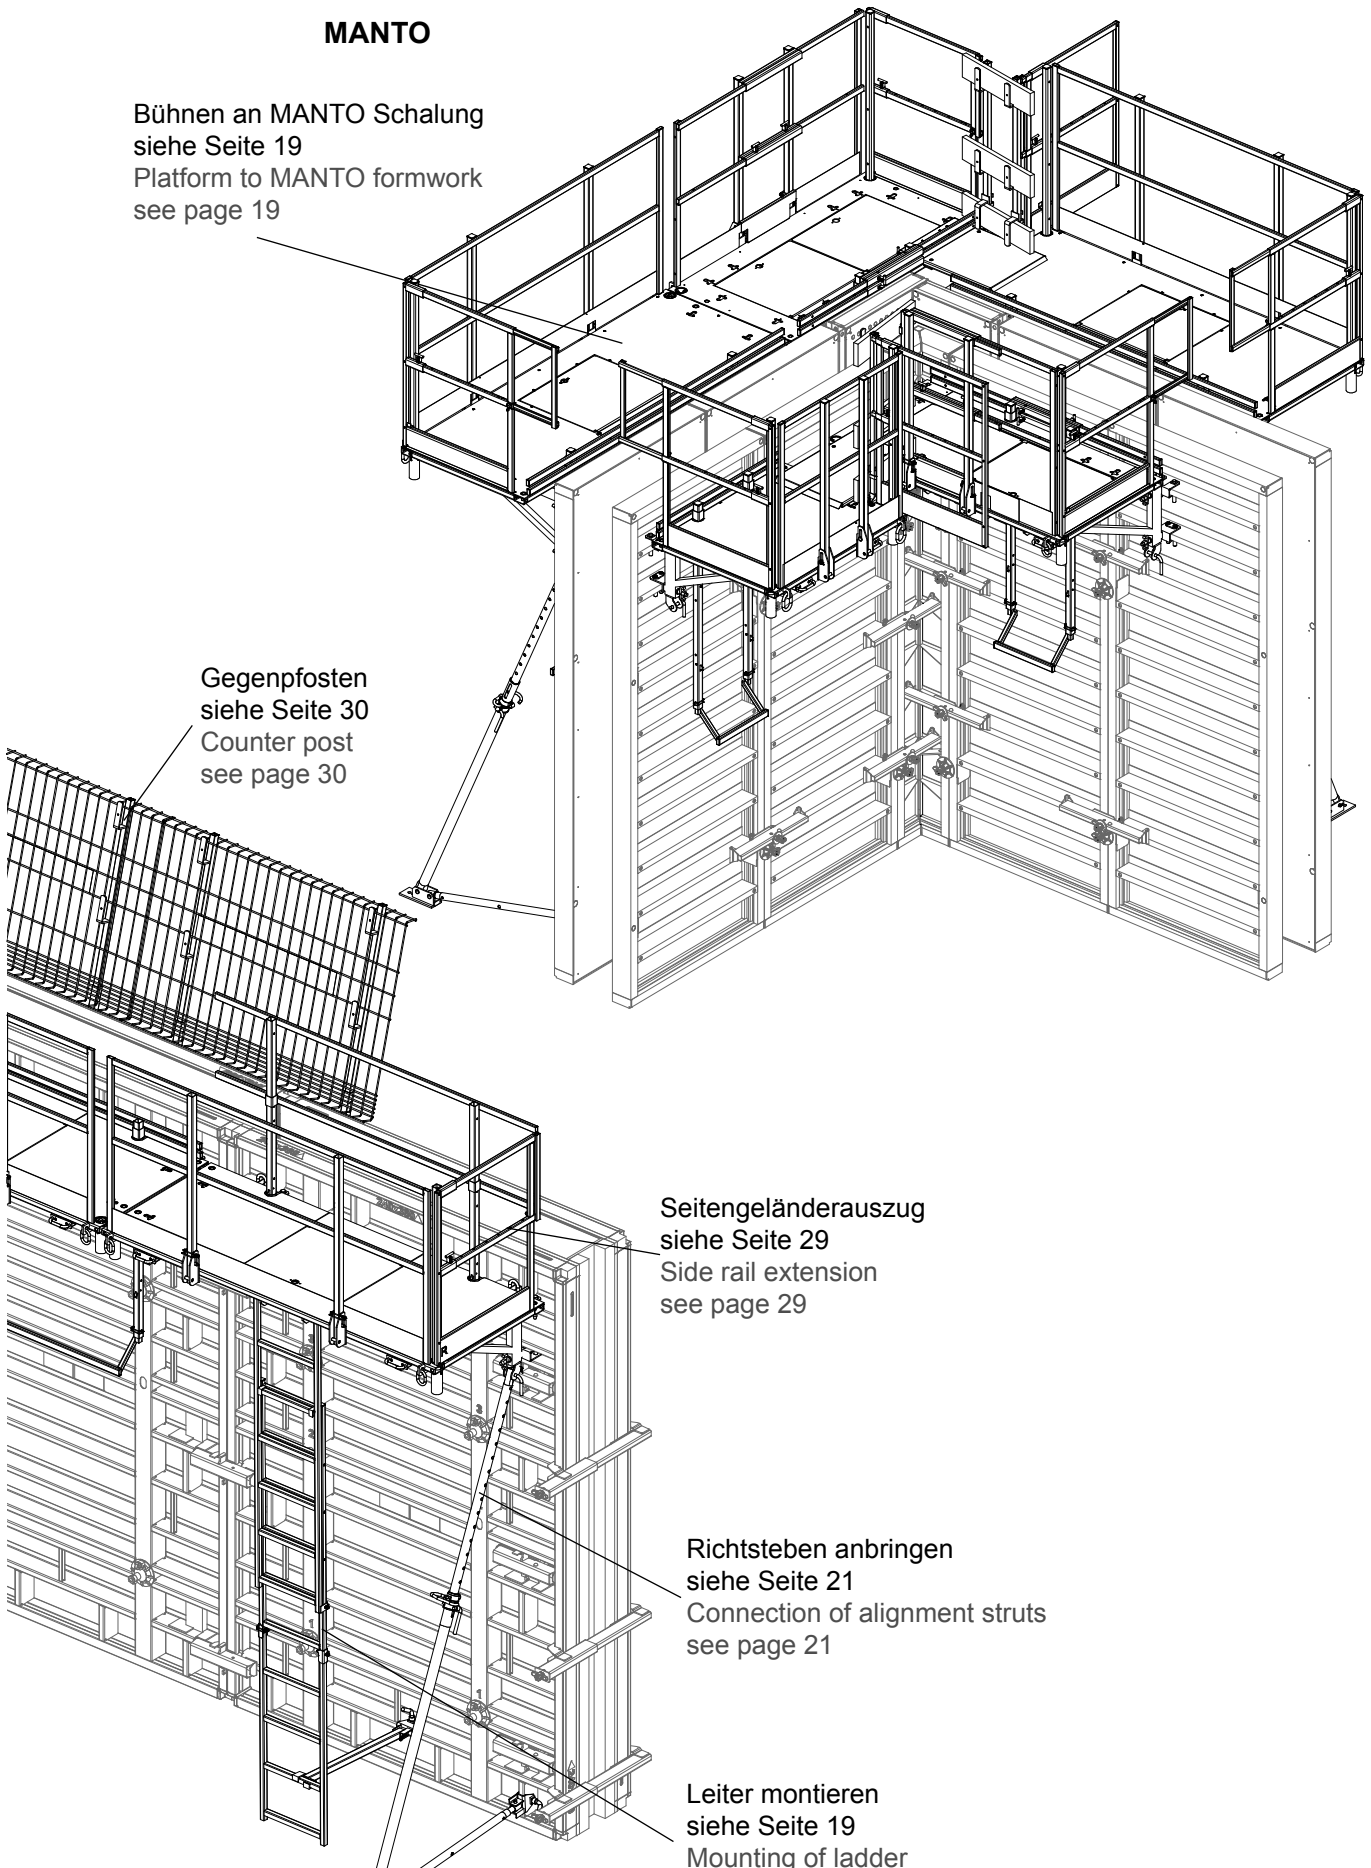 MANTO
Bühnen an MANTO Schalung
siehe Seite 19
Platform to MANTO formwork
see page 19
Gegenpfosten
siehe Seite 30
Counter post
see page 30
Seitengeländerauszug
siehe Seite 29
Side rail extension
see page 29
Richtsteben anbringen
siehe Seite 21
Connection of alignment struts
see page 21
Leiter montieren
siehe Seite 19
Mounting of ladder